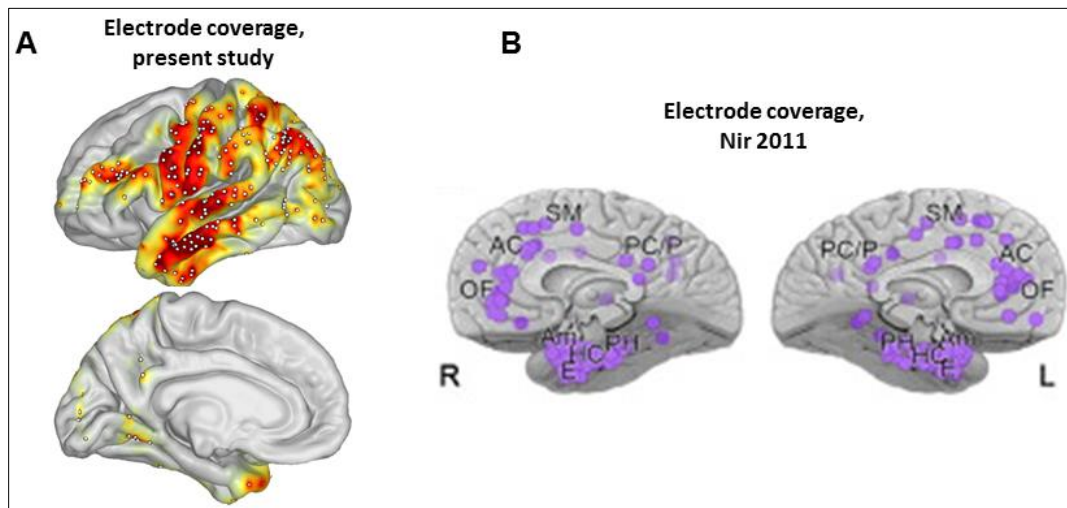 A
Electrode coverage,
present study
B
Electrode coverage,
Nir 2011
SM
AC
PC/P
OF
Am
HC
PH
E
R
SM
PC/P
AC
OF
PH
HC
Am
E
L